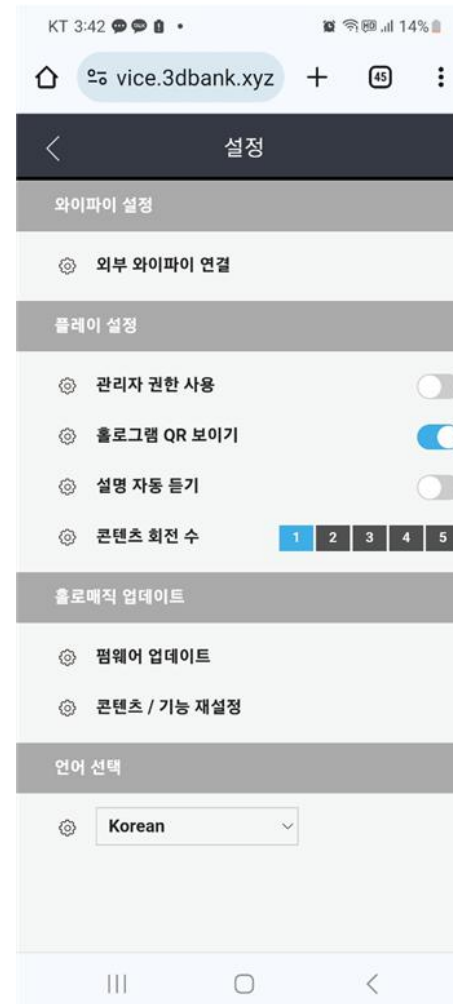 KT 3:42
14%
vice.3dbank.xyz
45
설정
와이파이 설정
외부 와이파이 연결
플레이 설정
관리자 권한 사용
홀로그램 QR 보이기
설명 자동 듣기
콘텐츠 회전 수 1 2 3 4 5
홀로매직 업데이트
펌웨어 업데이트
콘텐츠 / 기능 재설정
언어 선택
Korean